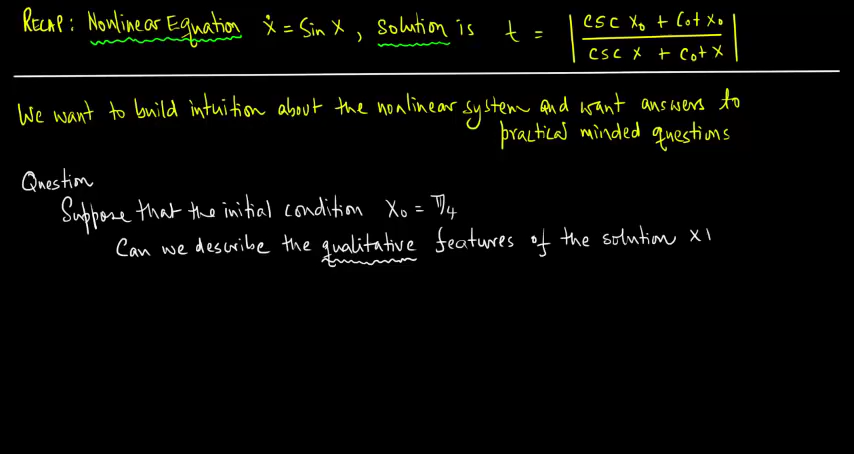 RECAP: Nonlinear Equation ẋ = Sin X, Solution is t = | (csc X₀ + Cot X₀) / (csc X + Cot X) |
We want to build intuition about the nonlinear system and want answers to
practical minded questions
Question
Suppose that the initial condition X₀ = π/4
Can we describe the qualitative features of the solution X(